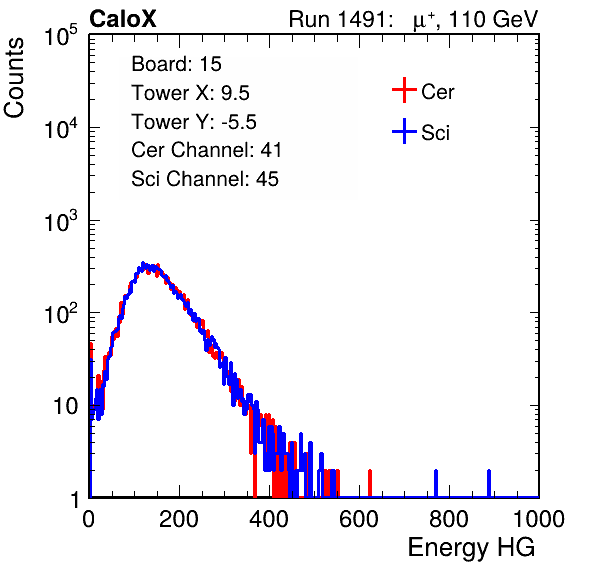 CaloX Run 1491: μ⁺, 110 GeV
Counts
10⁵
10⁴
10³
10²
10
1
Board: 15
Tower X: 9.5
Tower Y: -5.5
Cer Channel: 41
Sci Channel: 45
Cer
Sci
0 200 400 600 800 1000
Energy HG